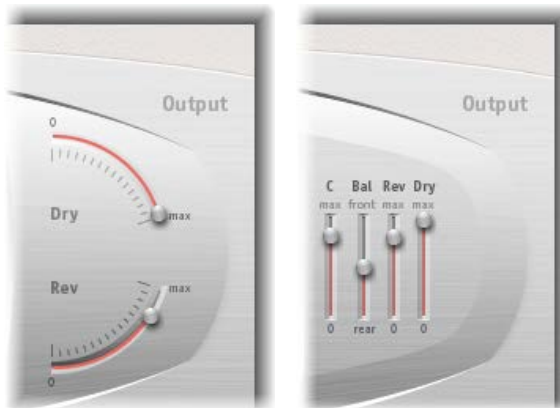 Output
0
Dry
max
Rev
max
0
Output
C Bal Rev Dry
max front max max
0 rear 0 0